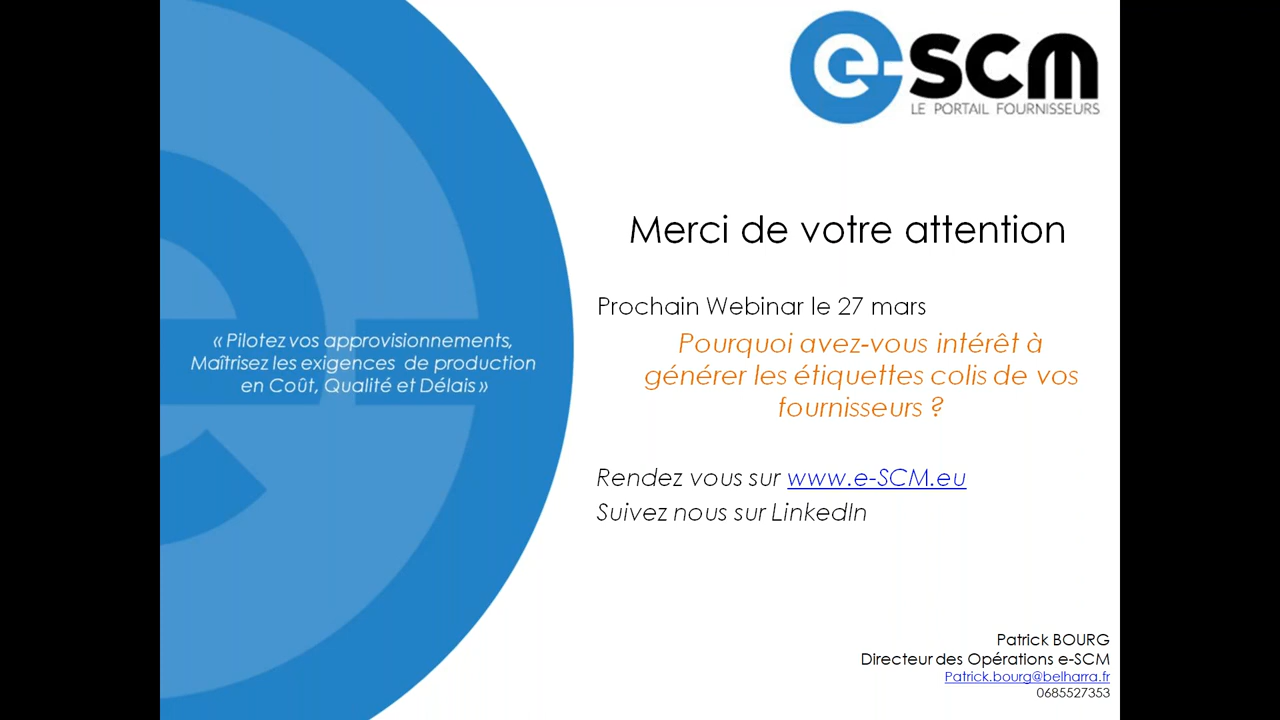 e-scm
LE PORTAIL FOURNISSEURS
Merci de votre attention
Prochain Webinar le 27 mars
Pourquoi avez-vous intérêt à
générer les étiquettes colis de vos
fournisseurs ?
« Pilotez vos approvisionnements,
Maîtrisez les exigences de production
en Coût, Qualité et Délais »
Rendez vous sur www.e-SCM.eu
Suivez nous sur LinkedIn
Patrick BOURG
Directeur des Opérations e-SCM
Patrick.bourg@belharra.fr
0685527353